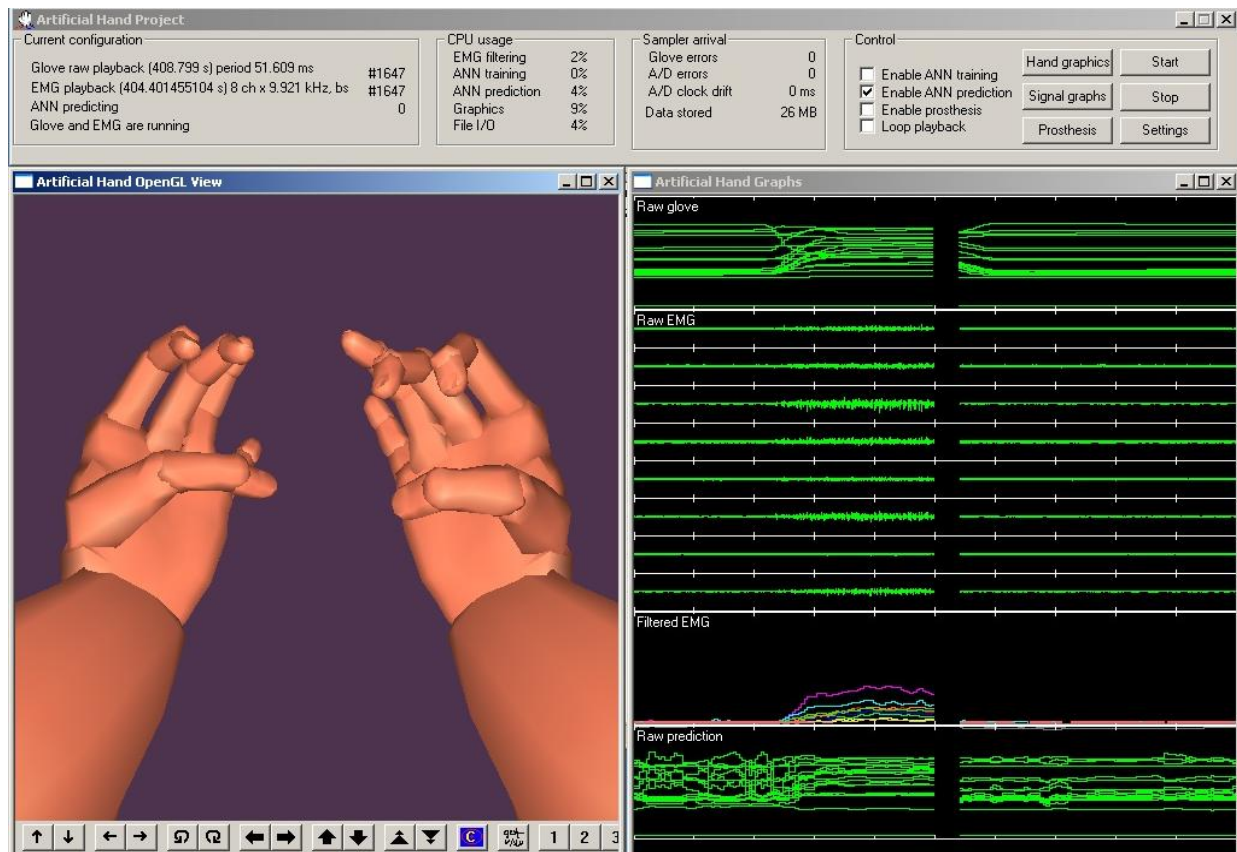 Artificial Hand Project
Current configuration
Glove raw playback (408.799 s) period 51.609 ms #1647
EMG playback (404.401455104 s) 8 ch x 9.921 kHz, bs #1647
ANN predicting 0
Glove and EMG are running
CPU usage
EMG filtering 2%
ANN training 0%
ANN prediction 4%
Graphics 9%
File I/O 4%
Sampler arrival
Glove errors 0
A/D errors 0
A/D clock drift 0 ms
Data stored 26 MB
Control
Enable ANN training
Enable ANN prediction
Enable prosthesis
Loop playback
Hand graphics Start
Signal graphs Stop
Prosthesis Settings
Artificial Hand OpenGL View
C 1 2 3
Artificial Hand Graphs
Raw glove
Raw EMG
Filtered EMG
Raw prediction